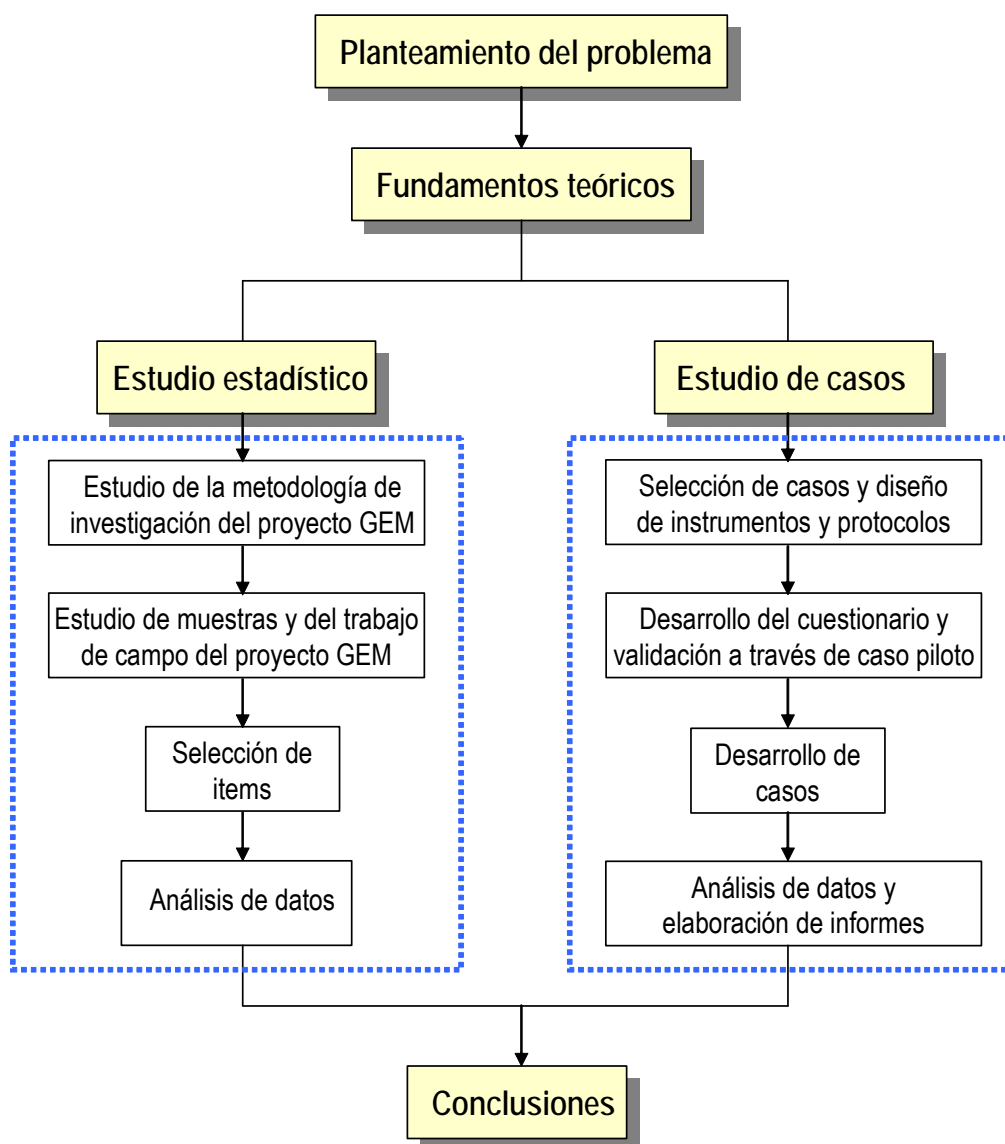 Planteamiento del problema
Fundamentos teóricos
Estudio estadístico
Estudio de la metodología de
investigación del proyecto GEM
Estudio de muestras y del trabajo
de campo del proyecto GEM
Selección de
items
Análisis de datos
Estudio de casos
Selección de casos y diseño
de instrumentos y protocolos
Desarrollo del cuestionario y
validación a través de caso piloto
Desarrollo de
casos
Análisis de datos y
elaboración de informes
Conclusiones